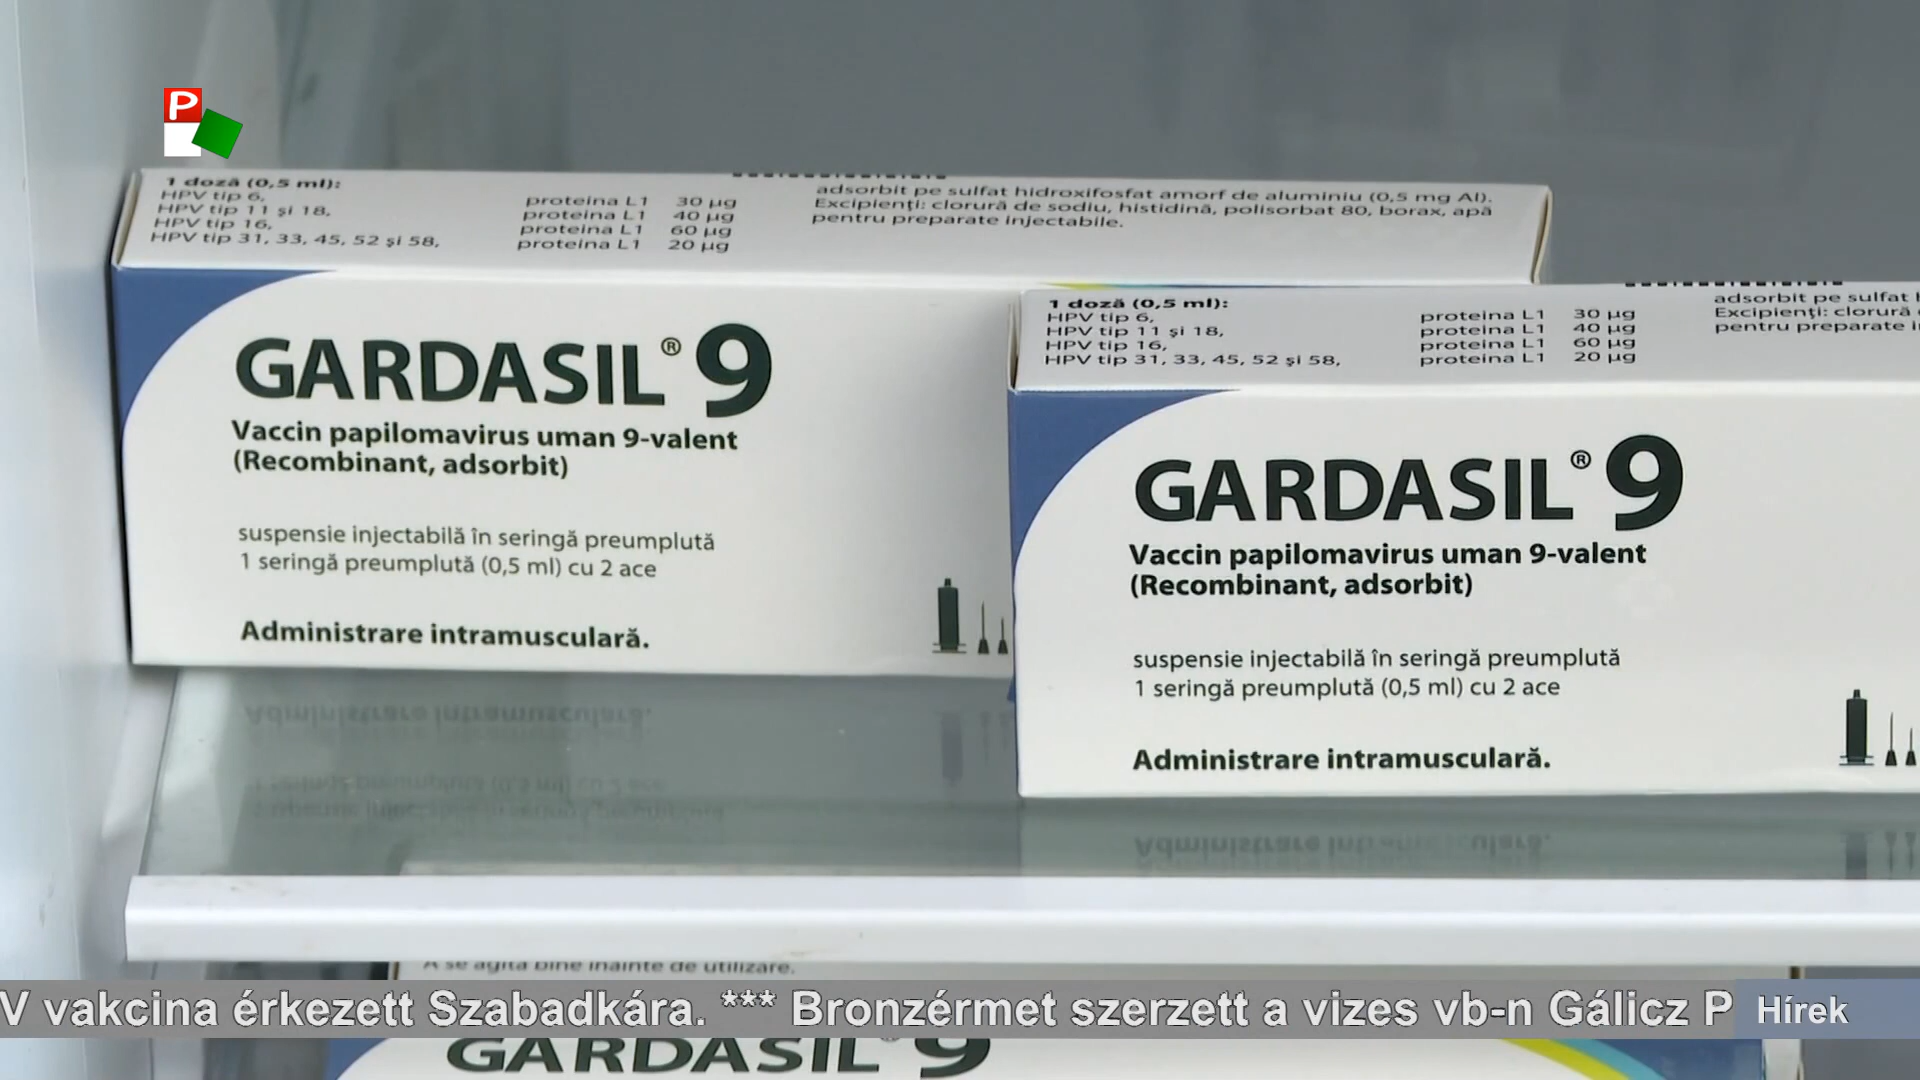 P
1 doză (0,5 ml):
HPV tip 6,
HPV tip 11 și 18,
HPV tip 16,
HPV tip 31, 33, 45, 52 și 58,
proteina L1 30 µg
proteina L1 40 µg
proteina L1 60 µg
proteina L1 20 µg
adsorbit pe sulfat hidroxifosfat amorf de aluminiu (0,5 mg Al).
Excipienţi: clorură de sodiu, histidină, polisorbat 80, borax, apă
pentru preparate injectabile.
GARDASIL® 9
Vaccin papilomavirus uman 9-valent
(Recombinant, adsorbit)
suspensie injectabilă în seringă preumplută
1 seringă preumplută (0,5 ml) cu 2 ace
Administrare intramusculară.
1 doză (0,5 ml):
HPV tip 6,
HPV tip 11 și 18,
HPV tip 16,
HPV tip 31, 33, 45, 52 și 58,
proteina L1 30 µg
proteina L1 40 µg
proteina L1 60 µg
proteina L1 20 µg
adsorbit pe sulfat
Excipienţi: clorură
pentru preparate
GARDASIL® 9
Vaccin papilomavirus uman 9-valent
(Recombinant, adsorbit)
suspensie injectabilă în seringă preumplută
1 seringă preumplută (0,5 ml) cu 2 ace
Administrare intramusculară.
A se agita bine înainte de utilizare.
V vakcina érkezett Szabadkára. *** Bronzérmet szerzett a vizes vb-n Gálicz P
Hírek
GARDASIL® 9